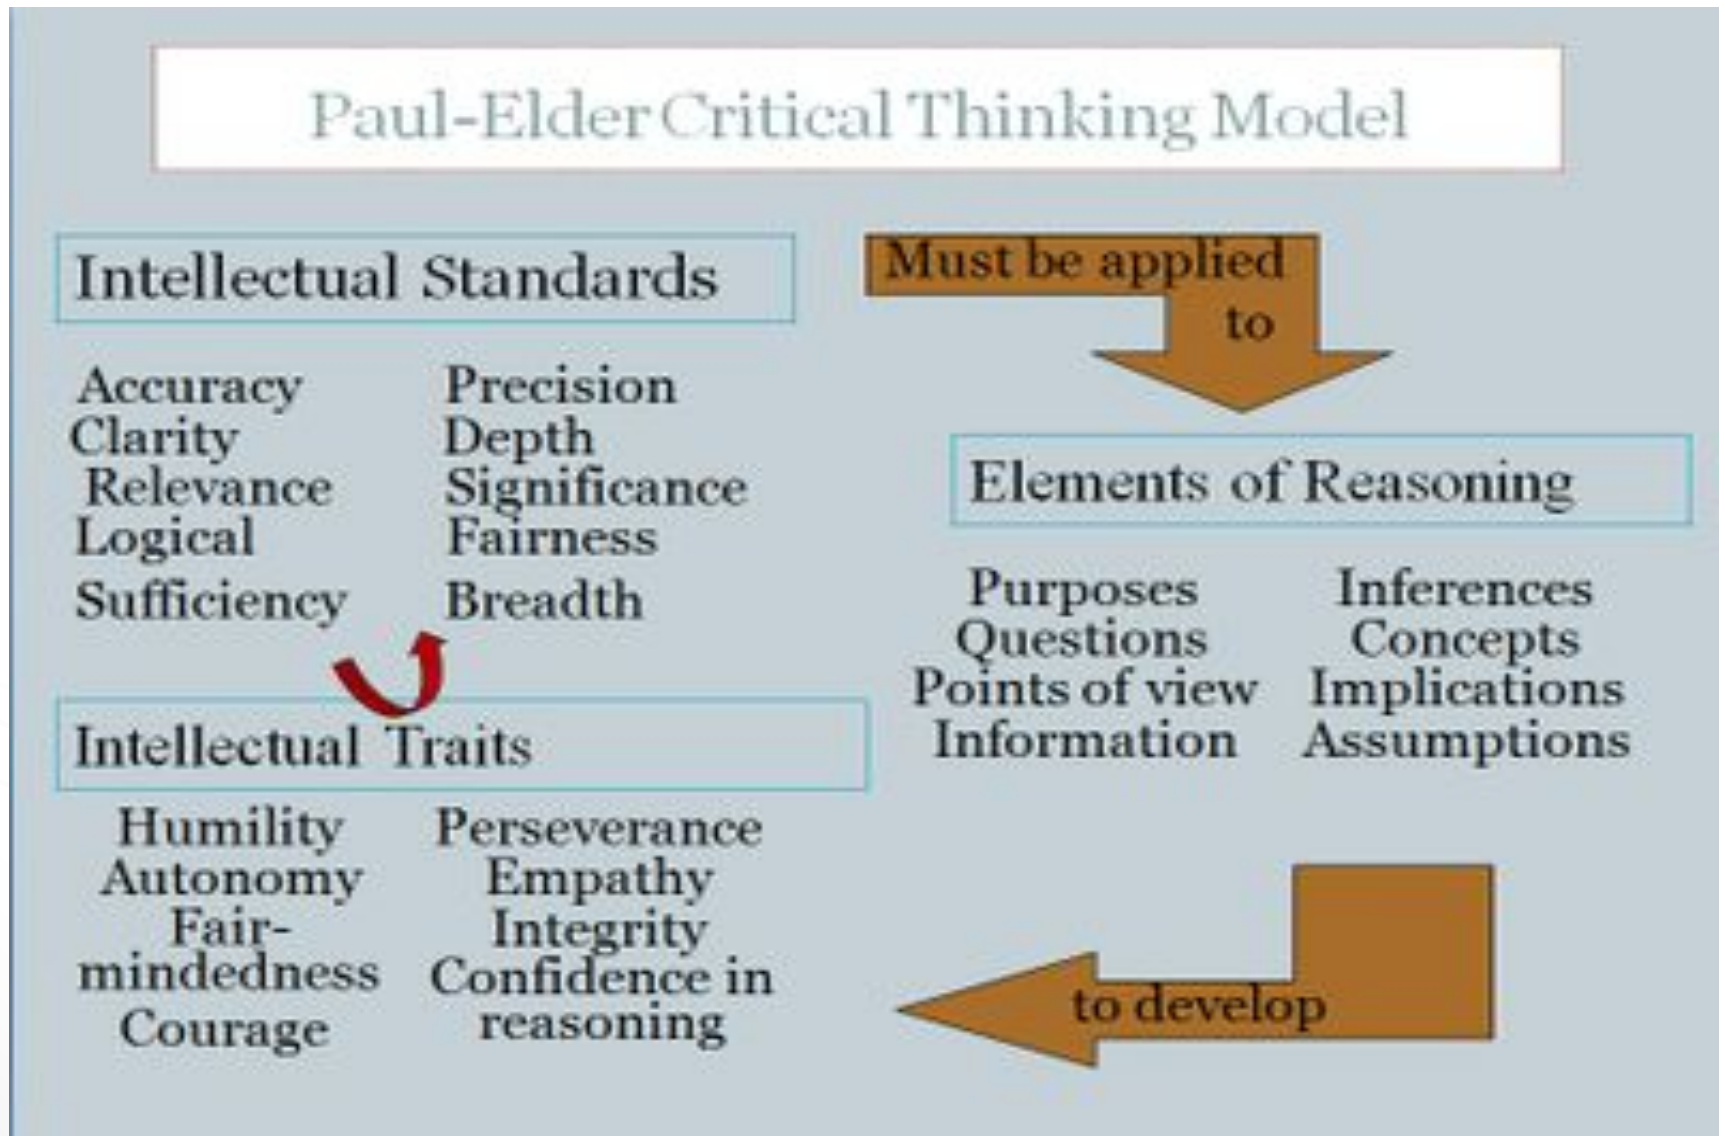 Paul-Elder Critical Thinking Model
Intellectual Standards
Accuracy
Clarity
Relevance
Logical
Sufficiency
Precision
Depth
Significance
Fairness
Breadth
Must be applied
to
Elements of Reasoning
Purposes
Questions
Points of view
Information
Inferences
Concepts
Implications
Assumptions
to develop
Intellectual Traits
Humility
Autonomy
Fair-
mindedness
Courage
Perseverance
Empathy
Integrity
Confidence in
reasoning